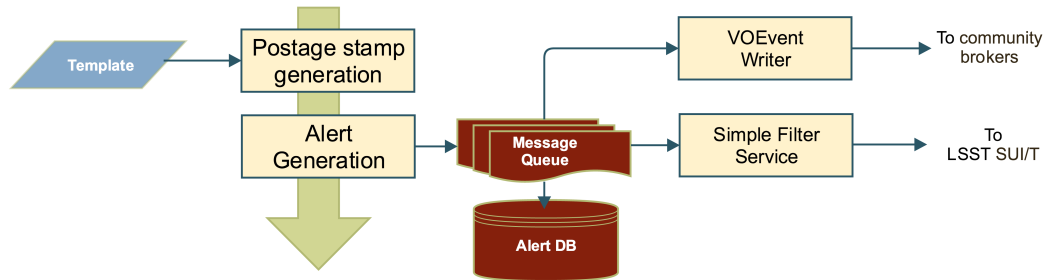 Template
Postage stamp
generation
Alert
Generation
Message
Queue
Alert DB
VOEvent
Writer
To community
brokers
Simple Filter
Service
To
LSST SUI/T